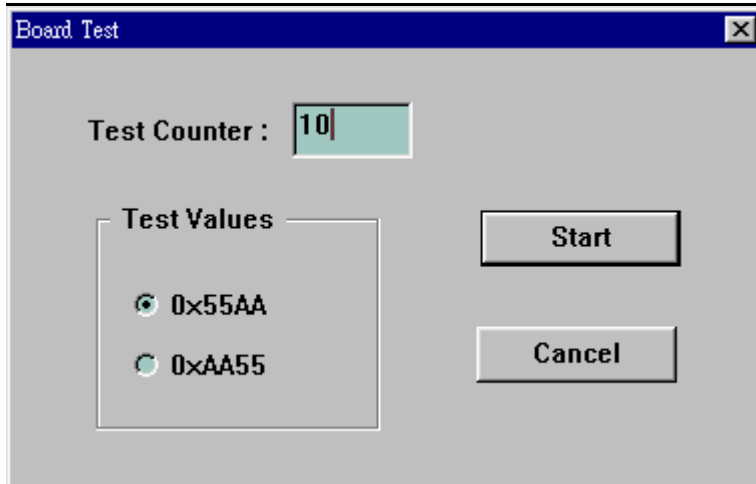 Board Test
Test Counter : 10
Test Values
0x55AA
0xAA55
Start
Cancel